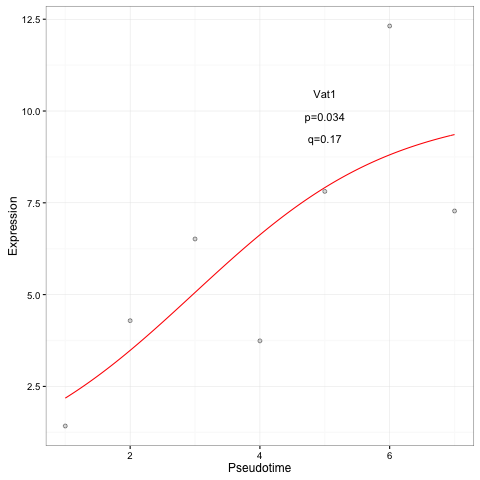 12.5
Vat1
10.0
p=0.034
q=0.17
7.5
Expression
5.0
2.5
2 4 6
Pseudotime